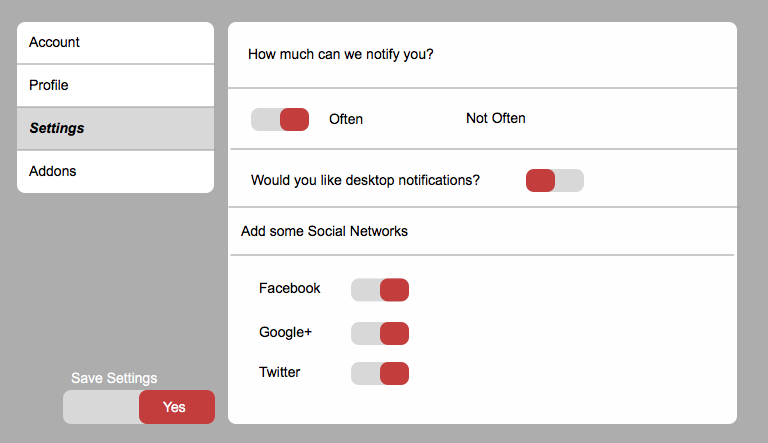 Account
Profile
Settings
Addons
Save Settings
Yes
How much can we notify you?
Often Not Often
Would you like desktop notifications?
Add some Social Networks
Facebook
Google+
Twitter